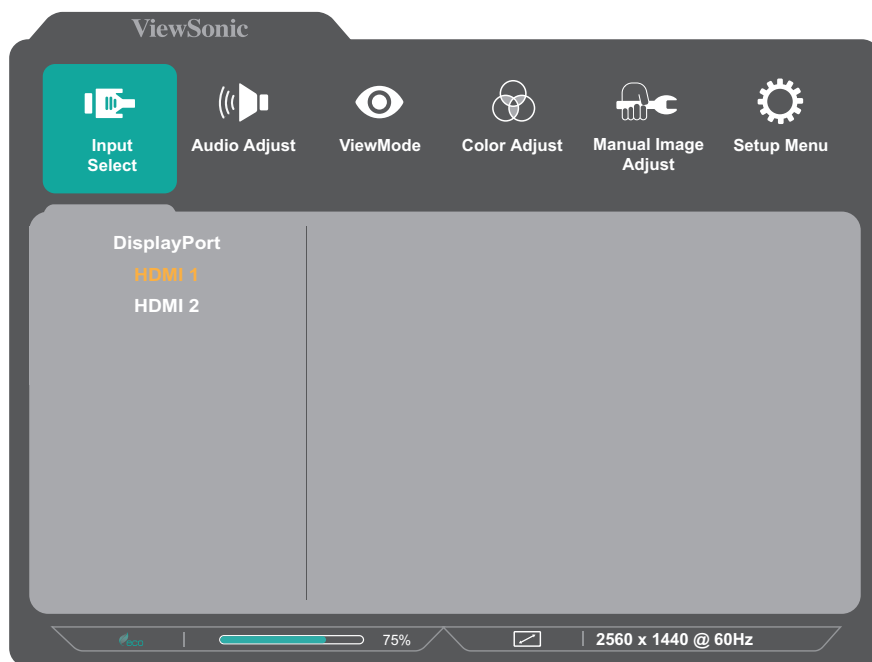 ViewSonic
Input Select
Audio Adjust
ViewMode
Color Adjust
Manual Image Adjust
Setup Menu
DisplayPort
HDMI 1
HDMI 2
eco
75%
2560 x 1440 @ 60Hz